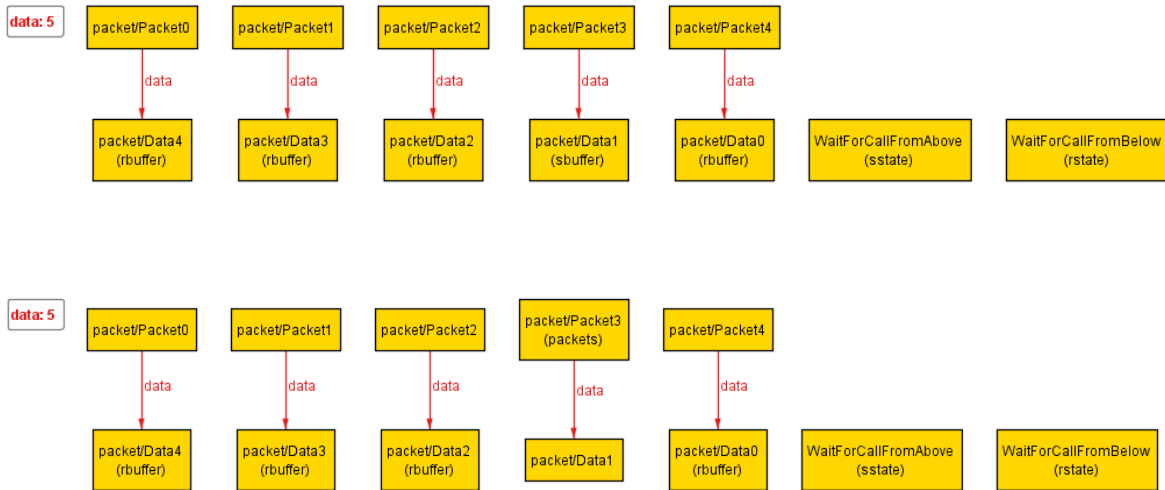 data: 5
packet/Packet0
packet/Packet1
packet/Packet2
packet/Packet3
packet/Packet4
data
data
data
data
data
packet/Data4
(rbuffer)
packet/Data3
(rbuffer)
packet/Data2
(rbuffer)
packet/Data1
(sbuffer)
packet/Data0
(rbuffer)
WaitForCallFromAbove
(sstate)
WaitForCallFromBelow
(rstate)
data: 5
packet/Packet0
packet/Packet1
packet/Packet2
packet/Packet3
(packets)
packet/Packet4
data
data
data
data
data
packet/Data4
(rbuffer)
packet/Data3
(rbuffer)
packet/Data2
(rbuffer)
packet/Data1
packet/Data0
(rbuffer)
WaitForCallFromAbove
(sstate)
WaitForCallFromBelow
(rstate)